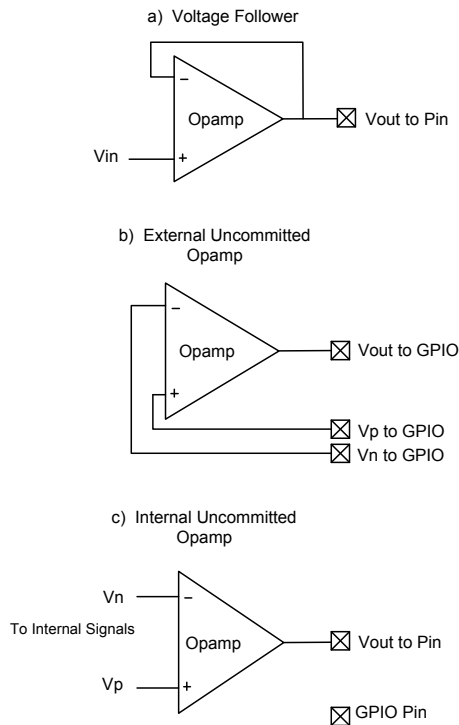 a)  Voltage Follower
−
Opamp
Vout to Pin
Vin
+
b)  External Uncommitted
Opamp
−
Opamp
Vout to GPIO
+
Vp to GPIO
Vn to GPIO
c)  Internal Uncommitted
Opamp
Vn
−
To Internal Signals
Opamp
Vout to Pin
Vp
+
GPIO Pin